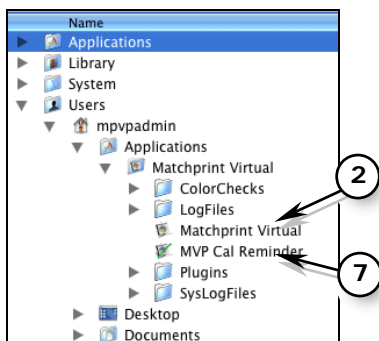 Name
Applications
Library
System
Users
mpvpadmin
Applications
Matchprint Virtual
ColorChecks
LogFiles
2
Matchprint Virtual
MVP Cal Reminder
7
Plugins
SysLogFiles
Desktop
Documents